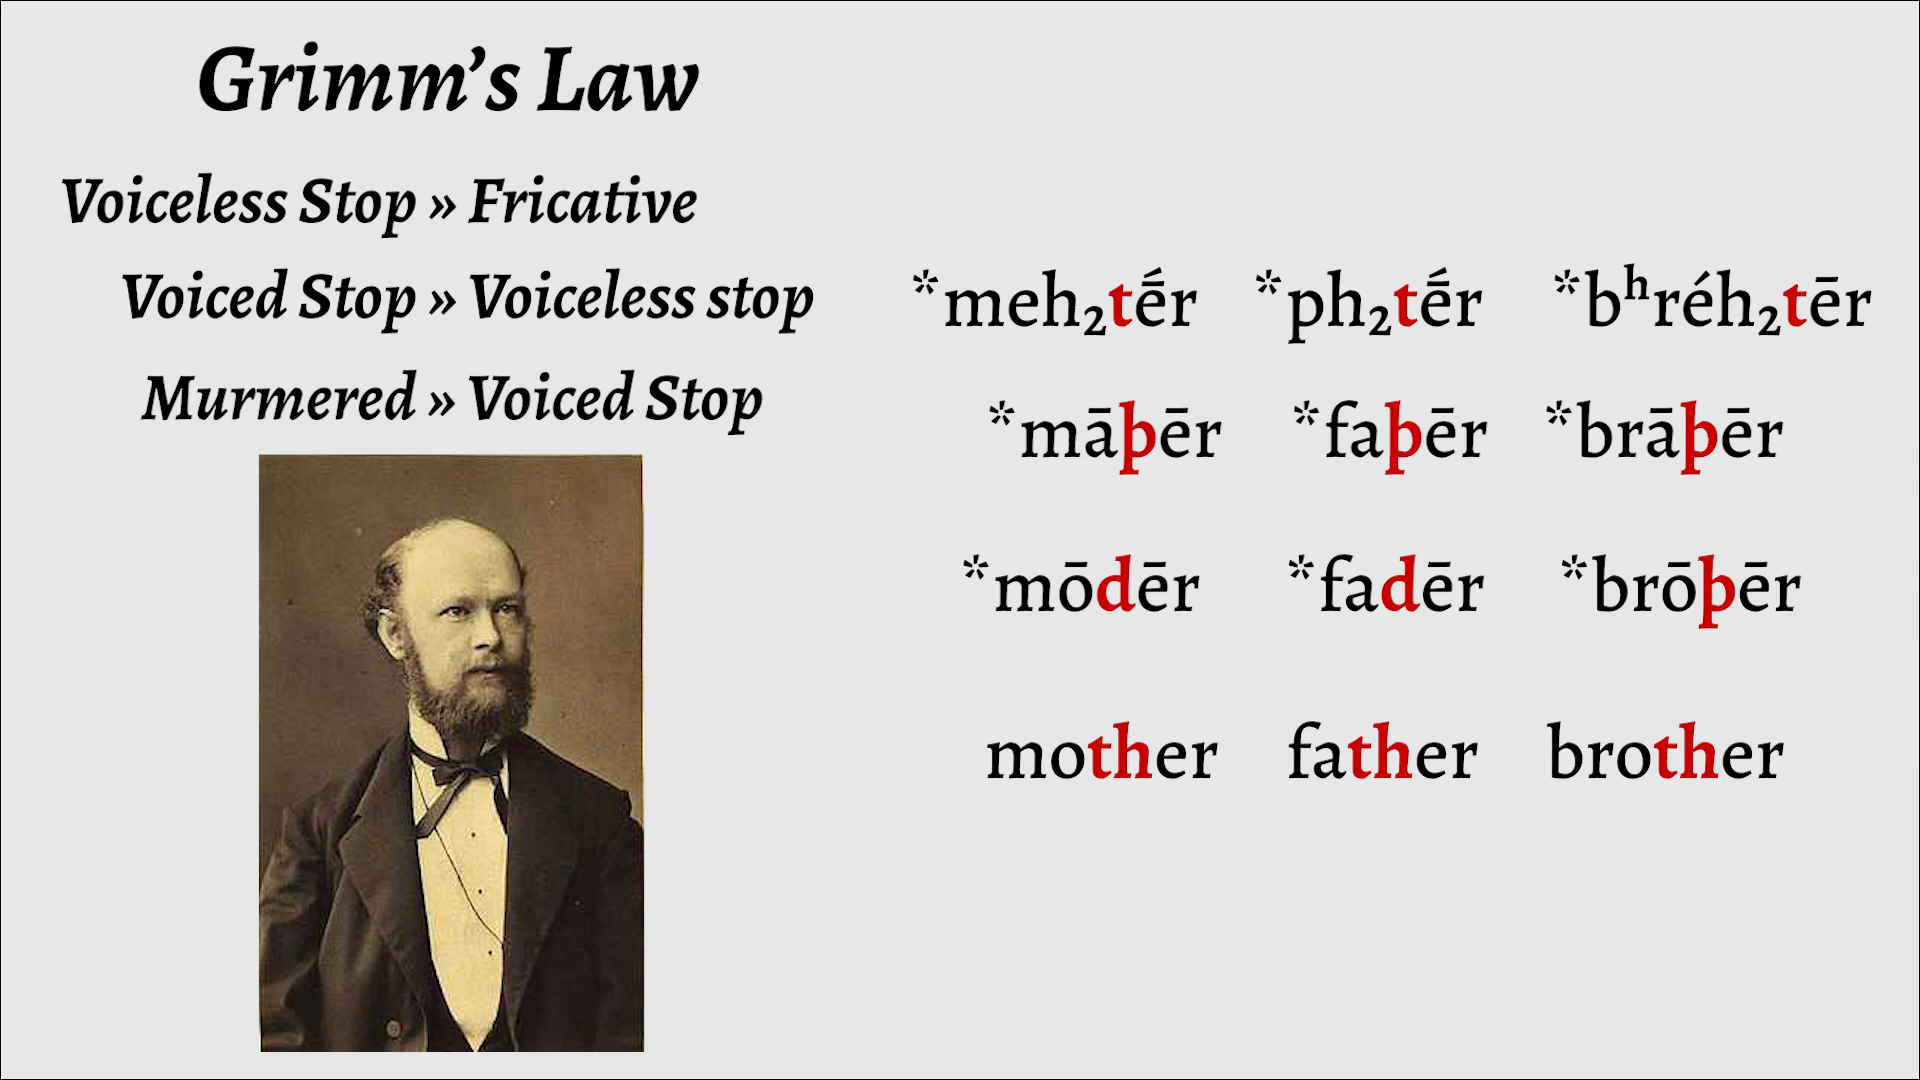 Grimm’s Law
Voiceless Stop » Fricative
Voiced Stop » Voiceless stop
Murmered » Voiced Stop
*meh₂tḗr *ph₂tḗr *bʰréh₂tēr
*māþēr *faþēr *brāþēr
*mōdēr *fadēr *brōþēr
mother father brother